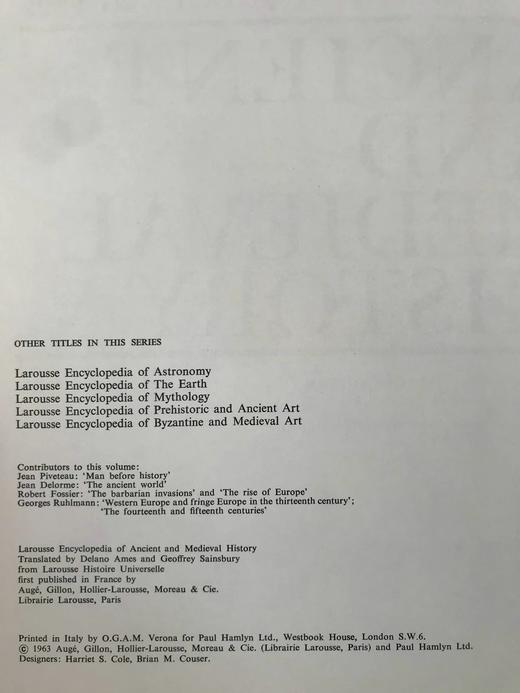 OTHER TITLES IN THIS SERIES
Larousse Encyclopedia of Astronomy
Larousse Encyclopedia of The Earth
Larousse Encyclopedia of Mythology
Larousse Encyclopedia of Prehistoric and Ancient Art
Larousse Encyclopedia of Byzantine and Medieval Art
Contributors to this volume:
Jean Piveteau: 'Man before history'
Jean Delorme: 'The ancient world'
Robert Fossier: 'The barbarian invasions' and 'The rise of Europe'
Georges Ruhlmann: 'Western Europe and fringe Europe in the thirteenth century';
'The fourteenth and fifteenth centuries'
Larousse Encyclopedia of Ancient and Medieval History
Translated by Delano Ames and Geoffrey Sainsbury
from Larousse Histoire Universelle
first published in France by
Augé, Gillon, Hollier-Larousse, Moreau & Cie.
Librairie Larousse, Paris
Printed in Italy by O.G.A.M. Verona for Paul Hamlyn Ltd., Westbook House, London S.W.6.
© 1963 Augé, Gillon, Hollier-Larousse, Moreau & Cie. (Librairie Larousse, Paris) and Paul Hamlyn Ltd.
Designers: Harriet S. Cole, Brian M. Couser.